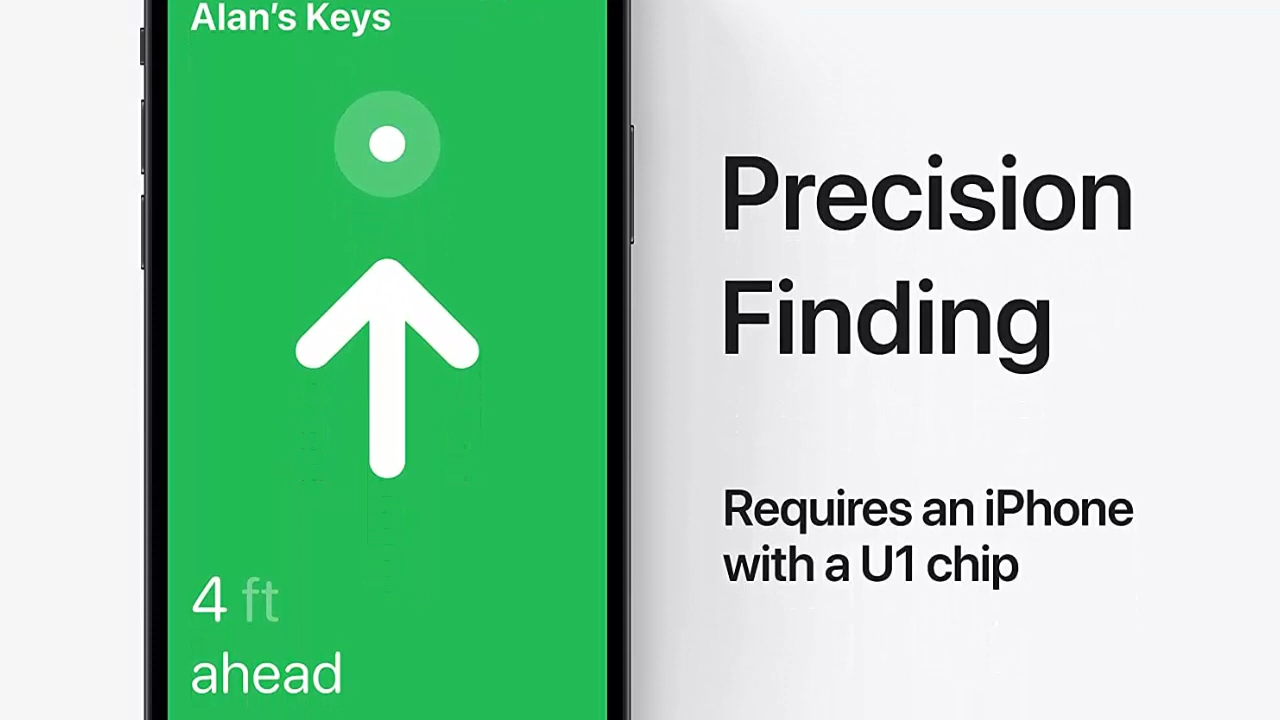 Alan’s Keys
4 ft
ahead
Precision
Finding
Requires an iPhone
with a U1 chip